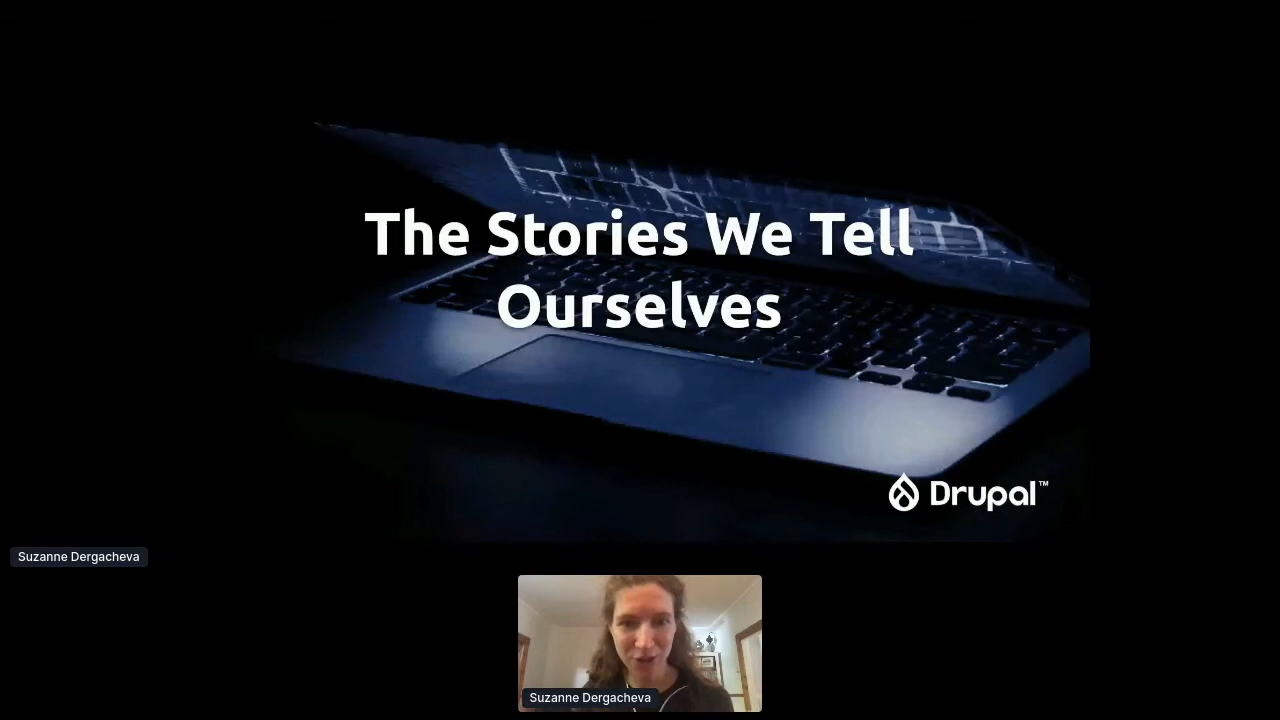 The Stories We Tell
Ourselves
Drupal™
Suzanne Dergacheva
Suzanne Dergacheva